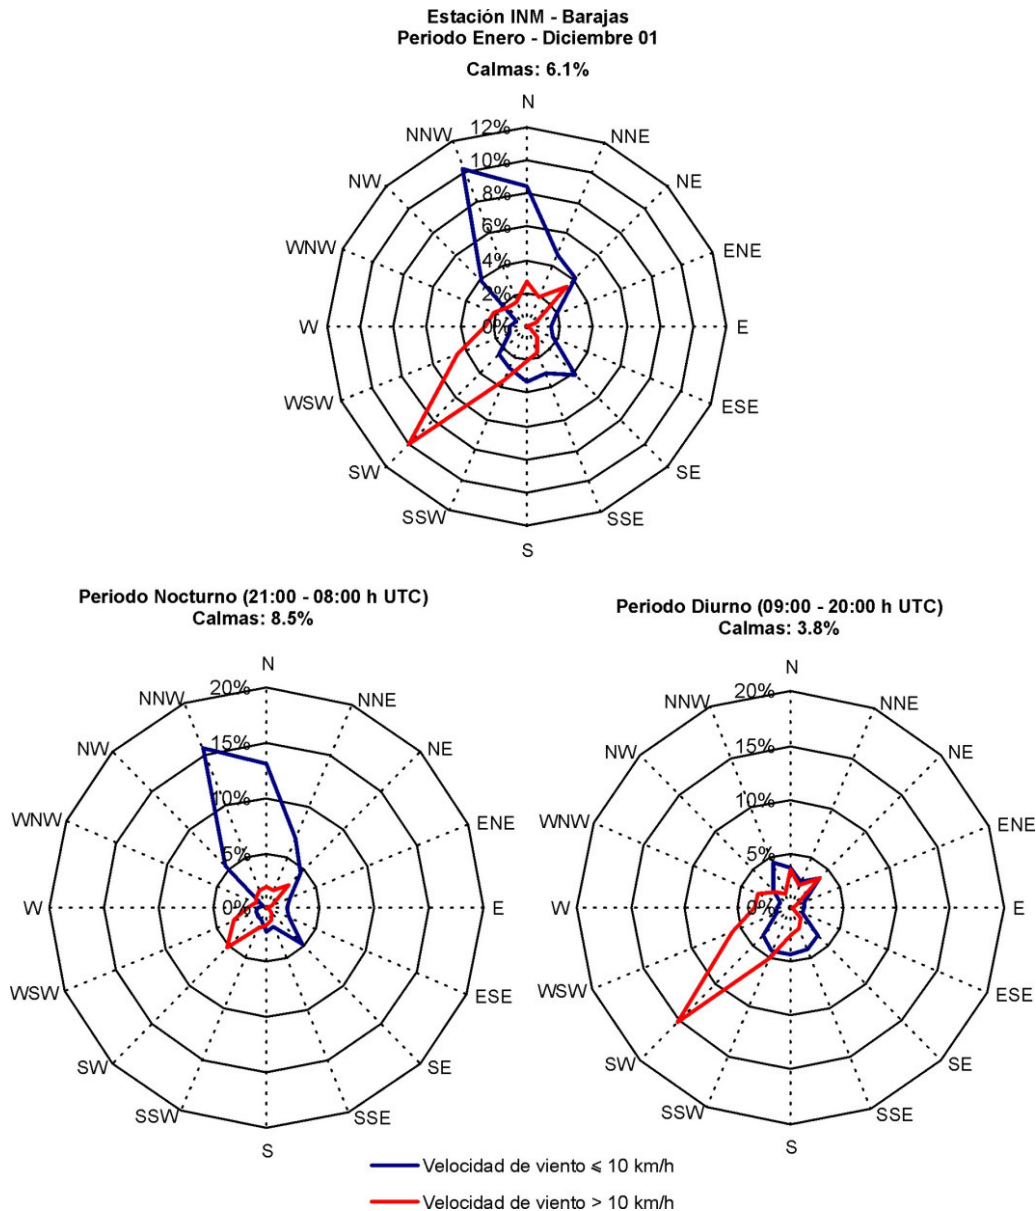 Estación INM - Barajas
Periodo Enero - Diciembre 01
Calmas: 6.1%
N
NNE
NE
ENE
E
ESE
SE
SSE
S
SSW
SW
WSW
W
WNW
NW
NNW
12%
10%
8%
6%
4%
2%
0%
Periodo Nocturno (21:00 - 08:00 h UTC)
Calmas: 8.5%
N
NNE
NE
ENE
E
ESE
SE
SSE
S
SSW
SW
WSW
W
WNW
NW
NNW
20%
15%
10%
5%
0%
Periodo Diurno (09:00 - 20:00 h UTC)
Calmas: 3.8%
N
NNE
NE
ENE
E
ESE
SE
SSE
S
SSW
SW
WSW
W
WNW
NW
NNW
20%
15%
10%
5%
0%
Velocidad de viento ⩽ 10 km/h
Velocidad de viento > 10 km/h